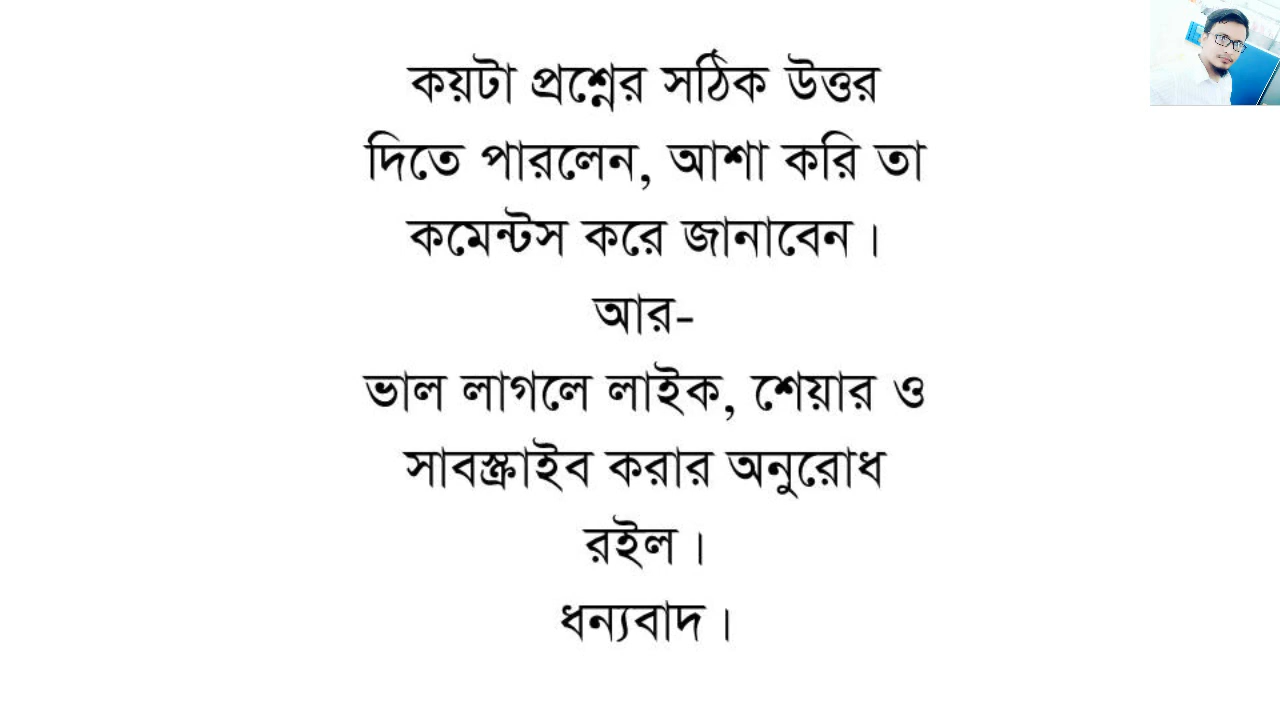 কয়টা প্রশ্নের সঠিক উত্তর
দিতে পারলেন, আশা করি তা
কমেন্টস করে জানাবেন।
আর-
ভাল লাগলে লাইক, শেয়ার ও
সাবস্ক্রাইব করার অনুরোধ
রইল।
ধন্যবাদ।